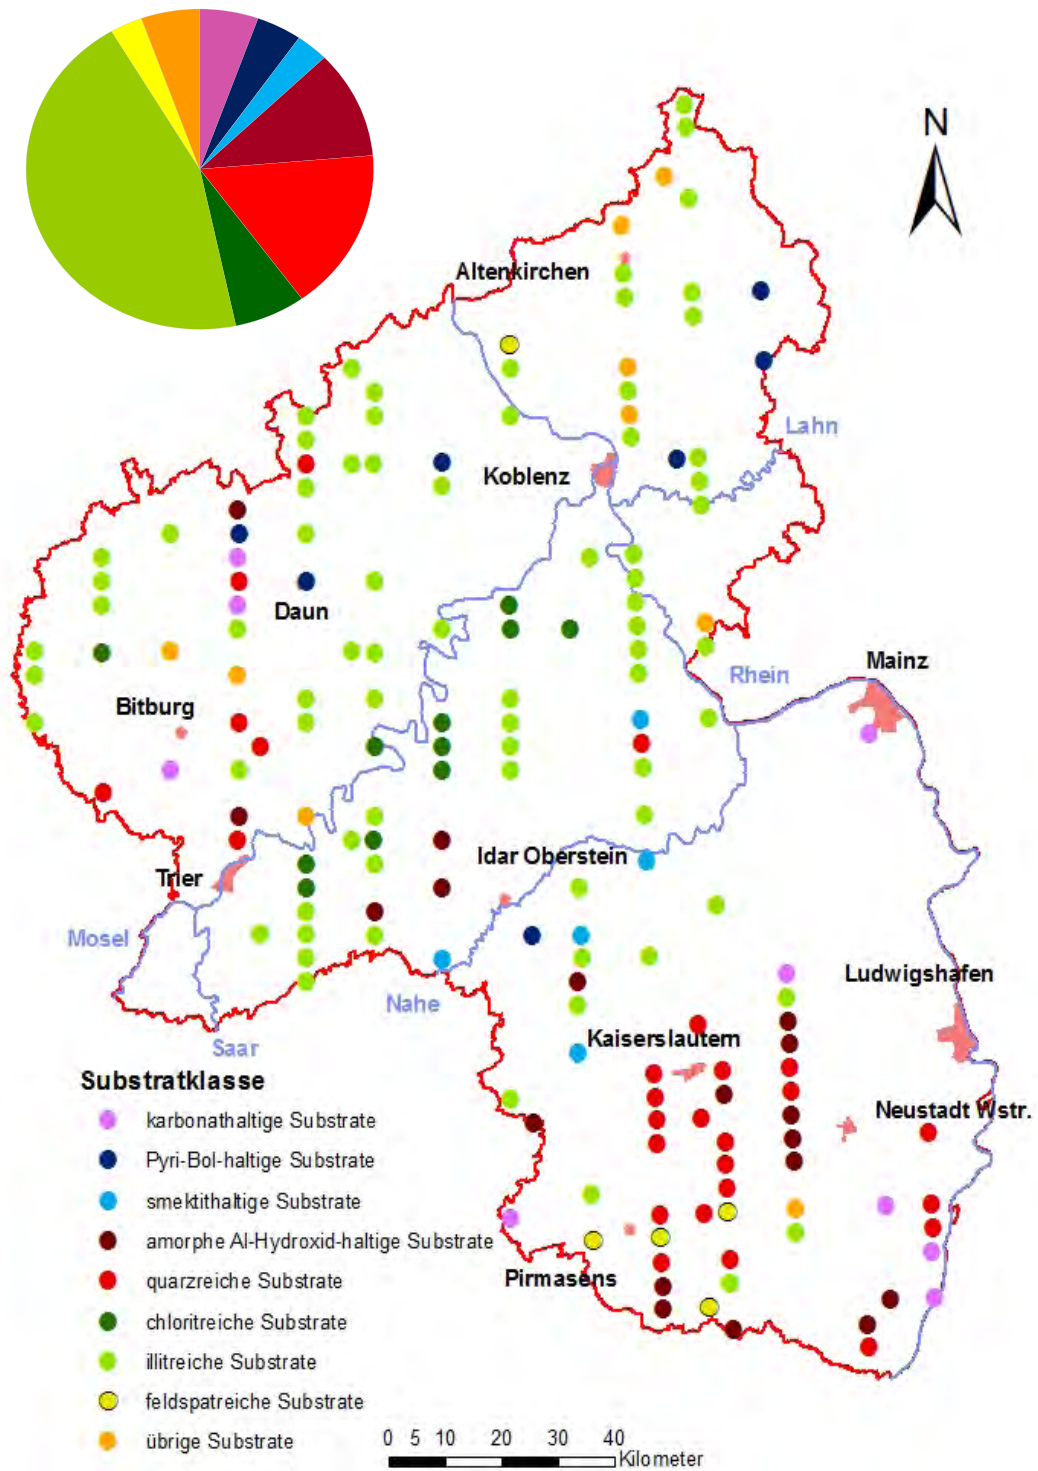 N
Altenkirchen
Lahn
Koblenz
Daun
Mainz
Rhein
Bitburg
Idar Oberstein
Trier
Mosel
Ludwigshafen
Nahe
Kaiserslautern
Saar
Substratklasse
Neustadt Wstr.
karbonathaltige Substrate
Pyri-Bol-haltige Substrate
smektithaltige Substrate
amorphe Al-Hydroxid-haltige Substrate
quarzreiche Substrate
Pirmasens
chloritreiche Substrate
illitreiche Substrate
feldspatreiche Substrate
übrige Substrate
0 5 10 20 30 40
Kilometer